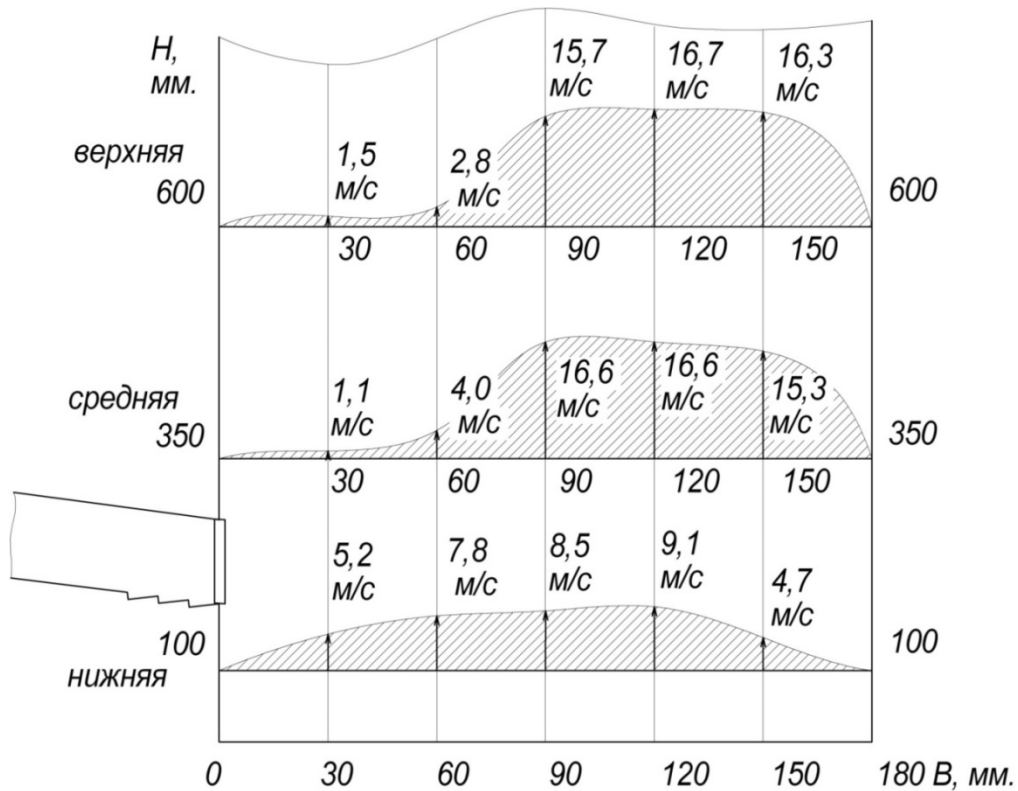 Н,
мм.
15,7
м/с
16,7
м/с
16,3
м/с
верхняя
600
1,5
м/с
2,8
м/с
600
30 60 90 120 150
средняя
350
1,1
м/с
4,0
м/с
16,6
м/с
16,6
м/с
15,3
м/с
350
30 60 90 120 150
5,2
м/с
7,8
м/с
8,5
м/с
9,1
м/с
4,7
м/с
100
нижняя
100
0 30 60 90 120 150 180 В, мм.